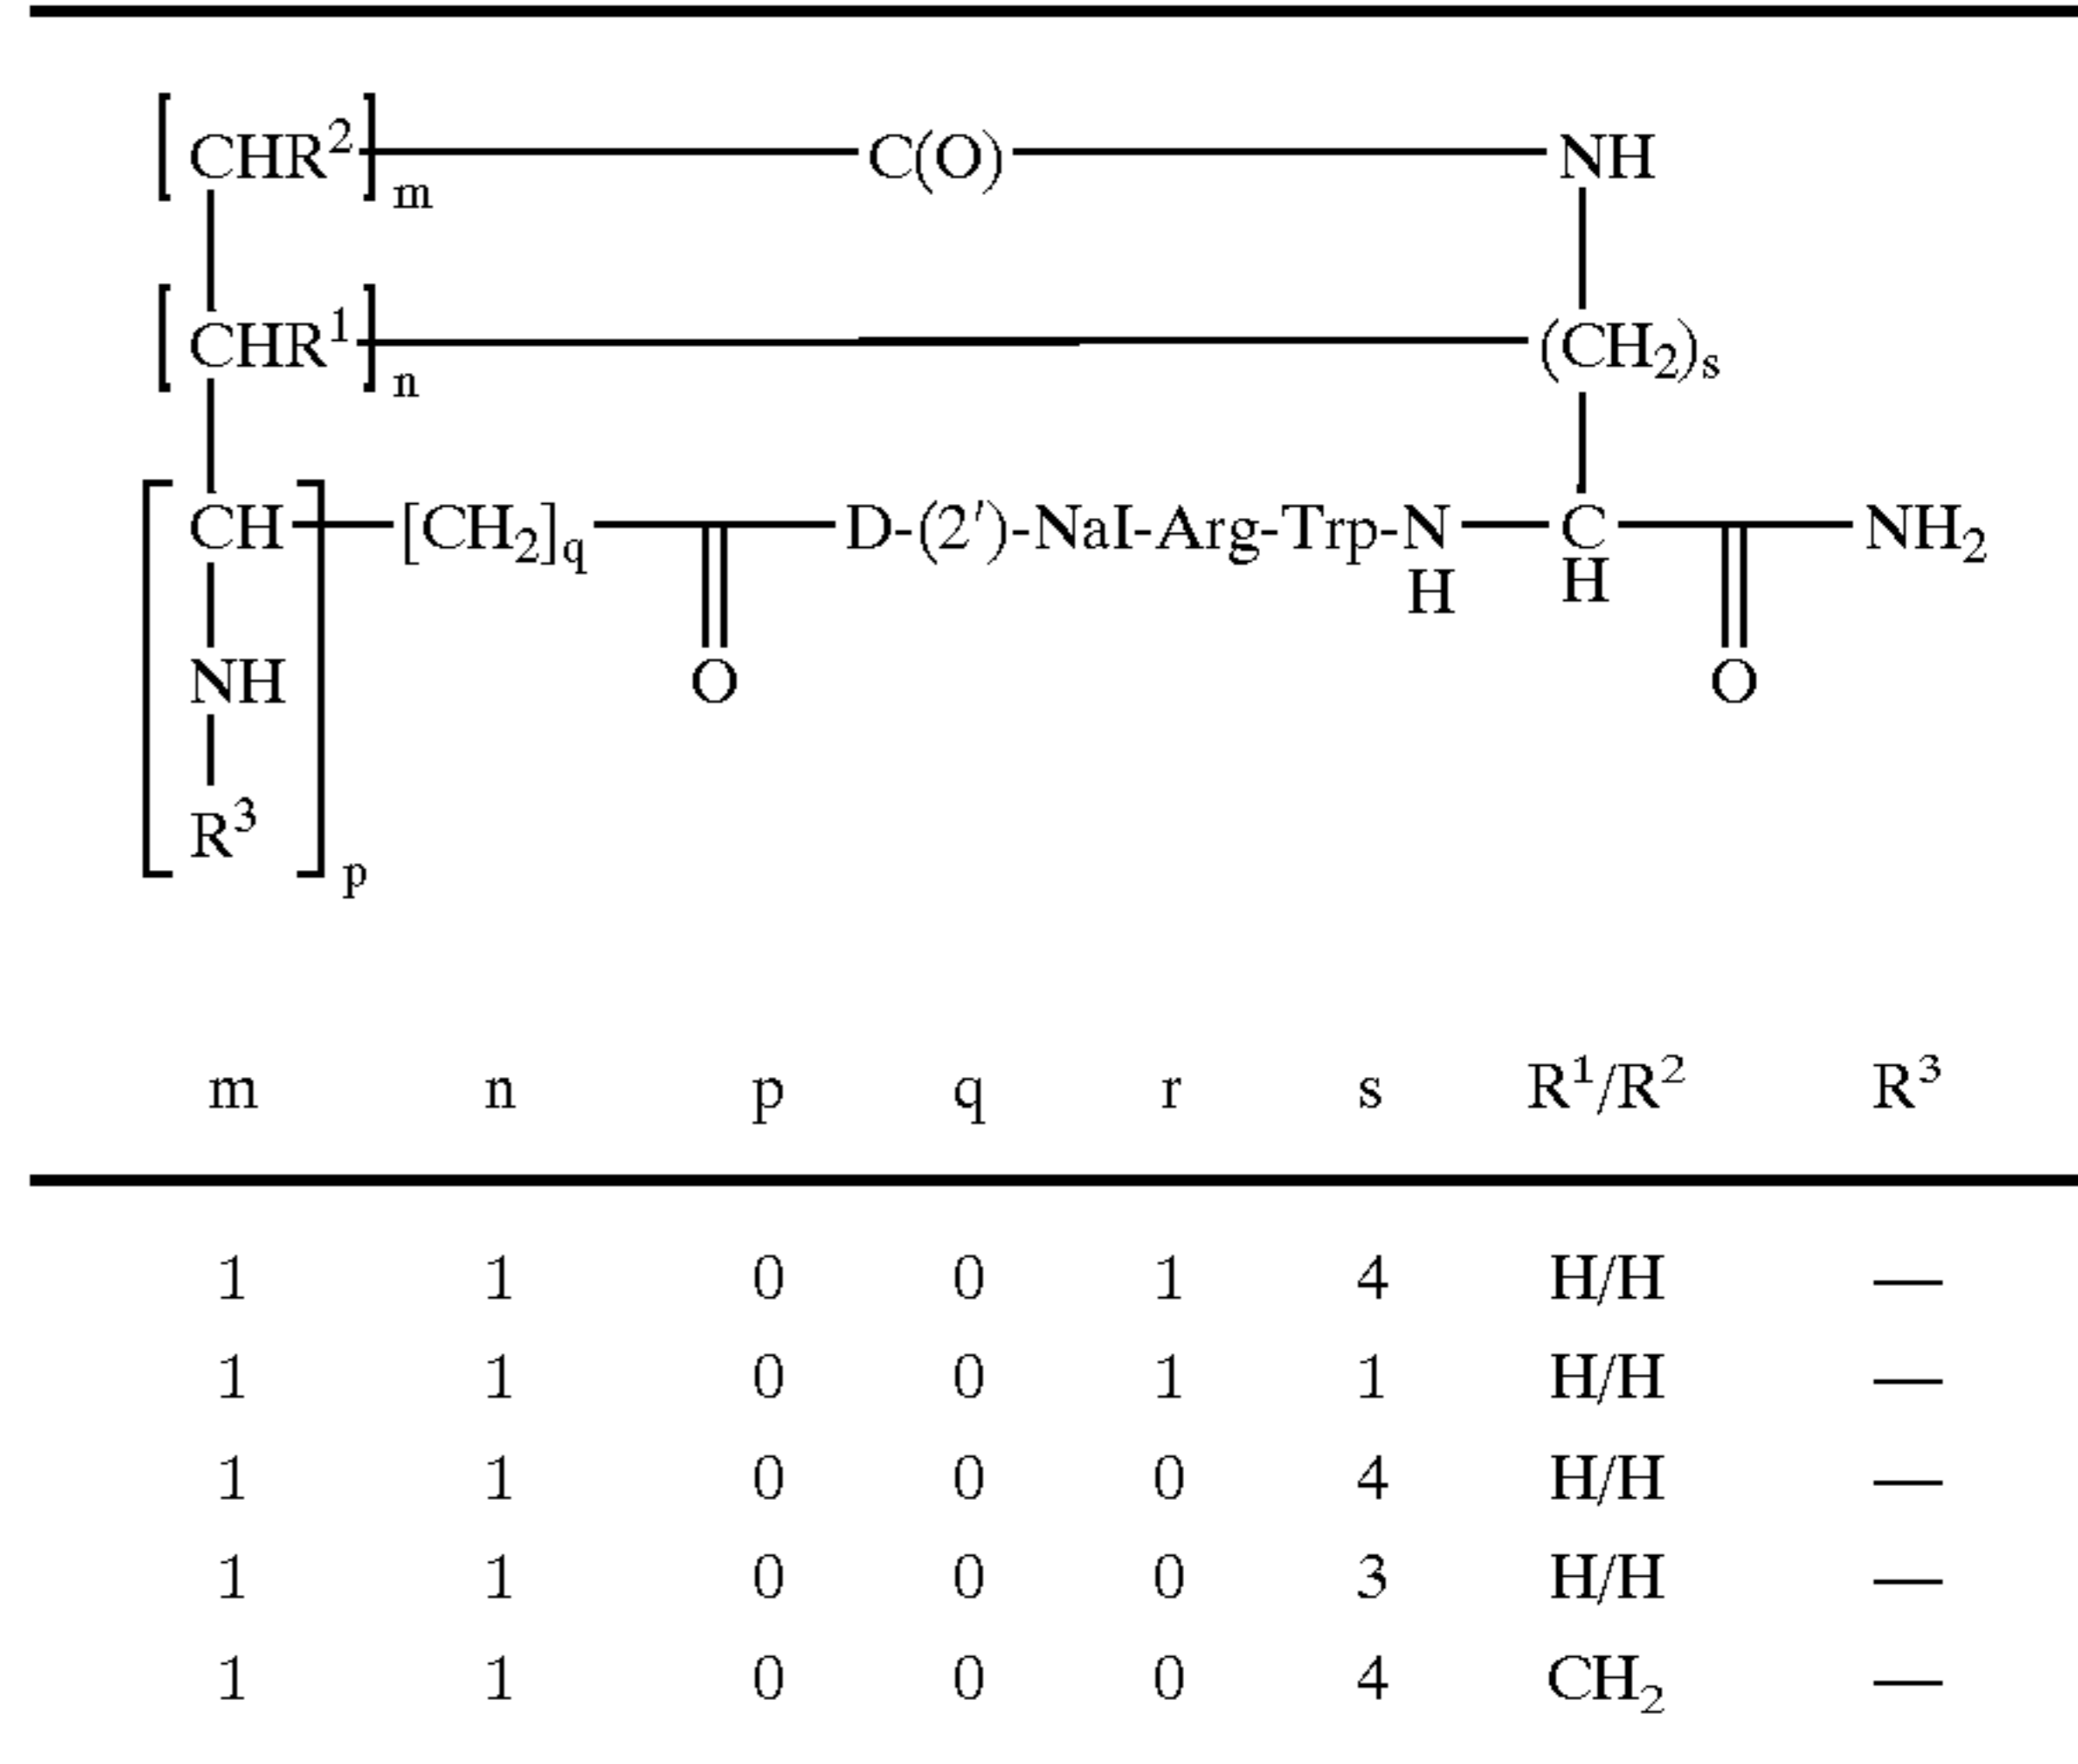 [CHR²]m C(O) NH
[CHR¹]n (CH₂)s
[CH [CH₂]q D-(2')-NaI-Arg-Trp-N C NH₂
H H
NH O O
R³]p
m n p q r s R¹/R² R³
1 1 0 0 1 4 H/H —
1 1 0 0 1 1 H/H —
1 1 0 0 0 4 H/H —
1 1 0 0 0 3 H/H —
1 1 0 0 0 4 CH₂ —